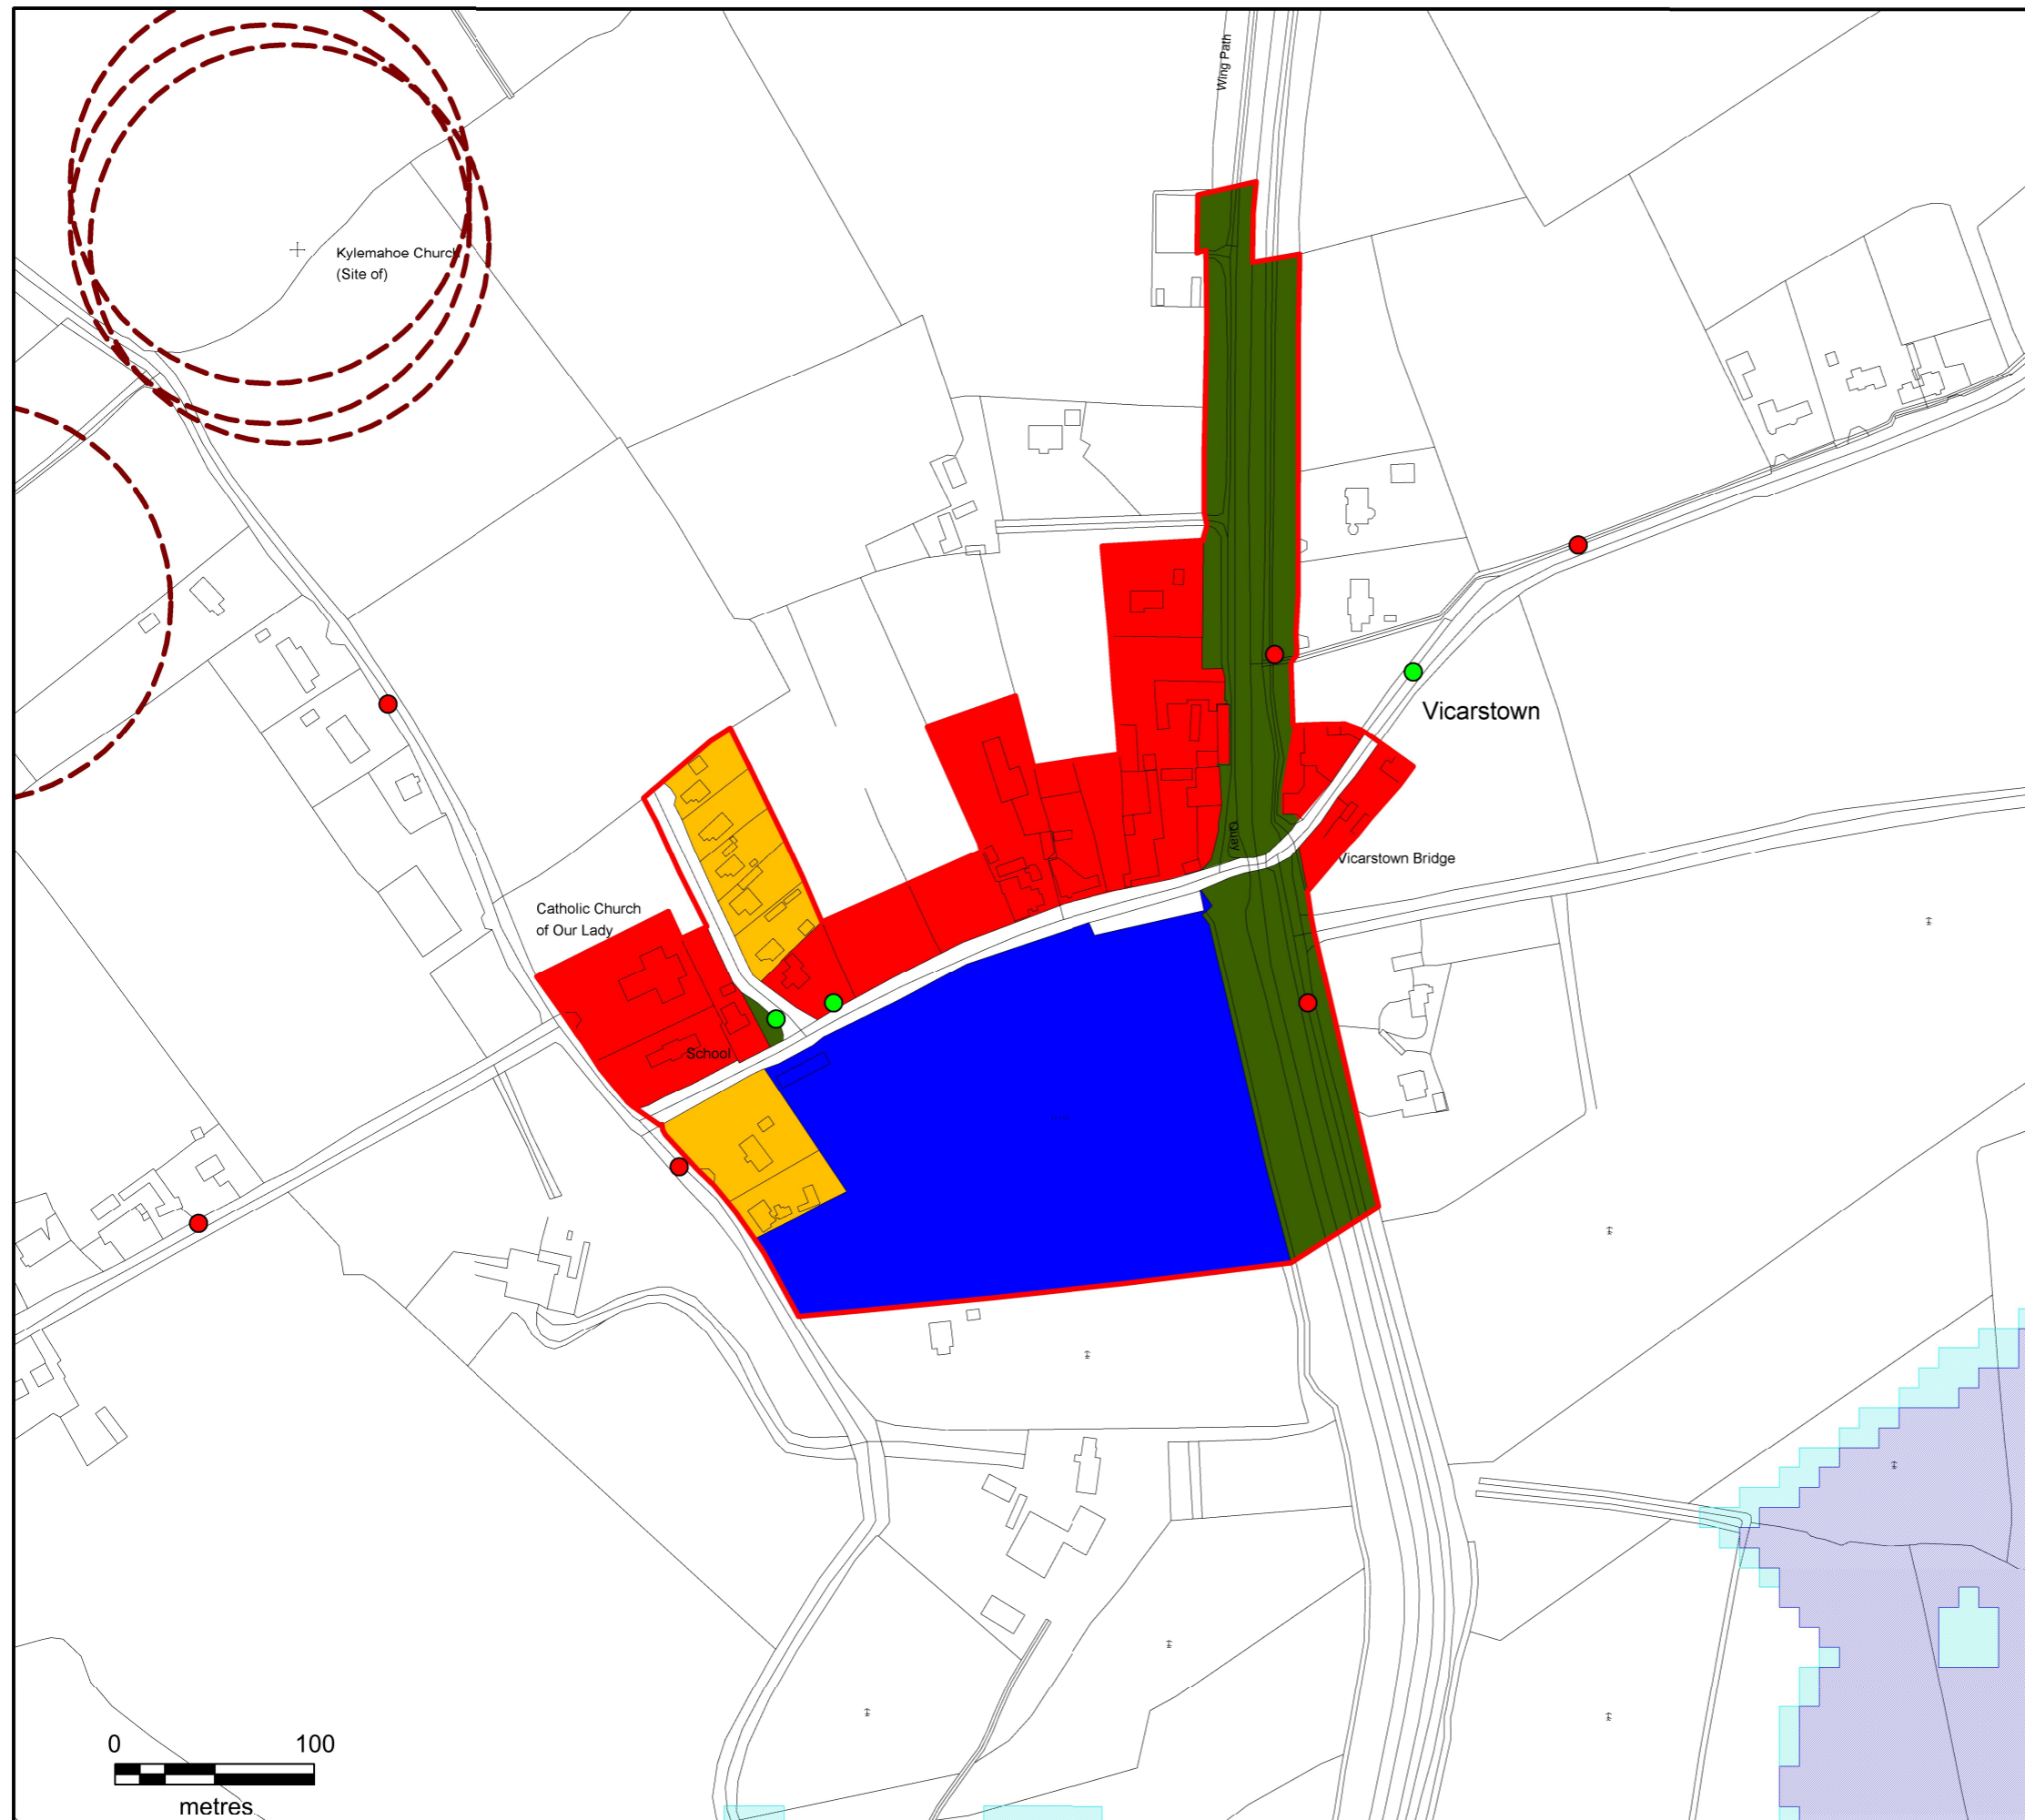 Wing Path
Kylemahoe Church
(Site of)
Vicarstown
Quay
Vicarstown Bridge
Catholic Church
of Our Lady
School
0 100
metres